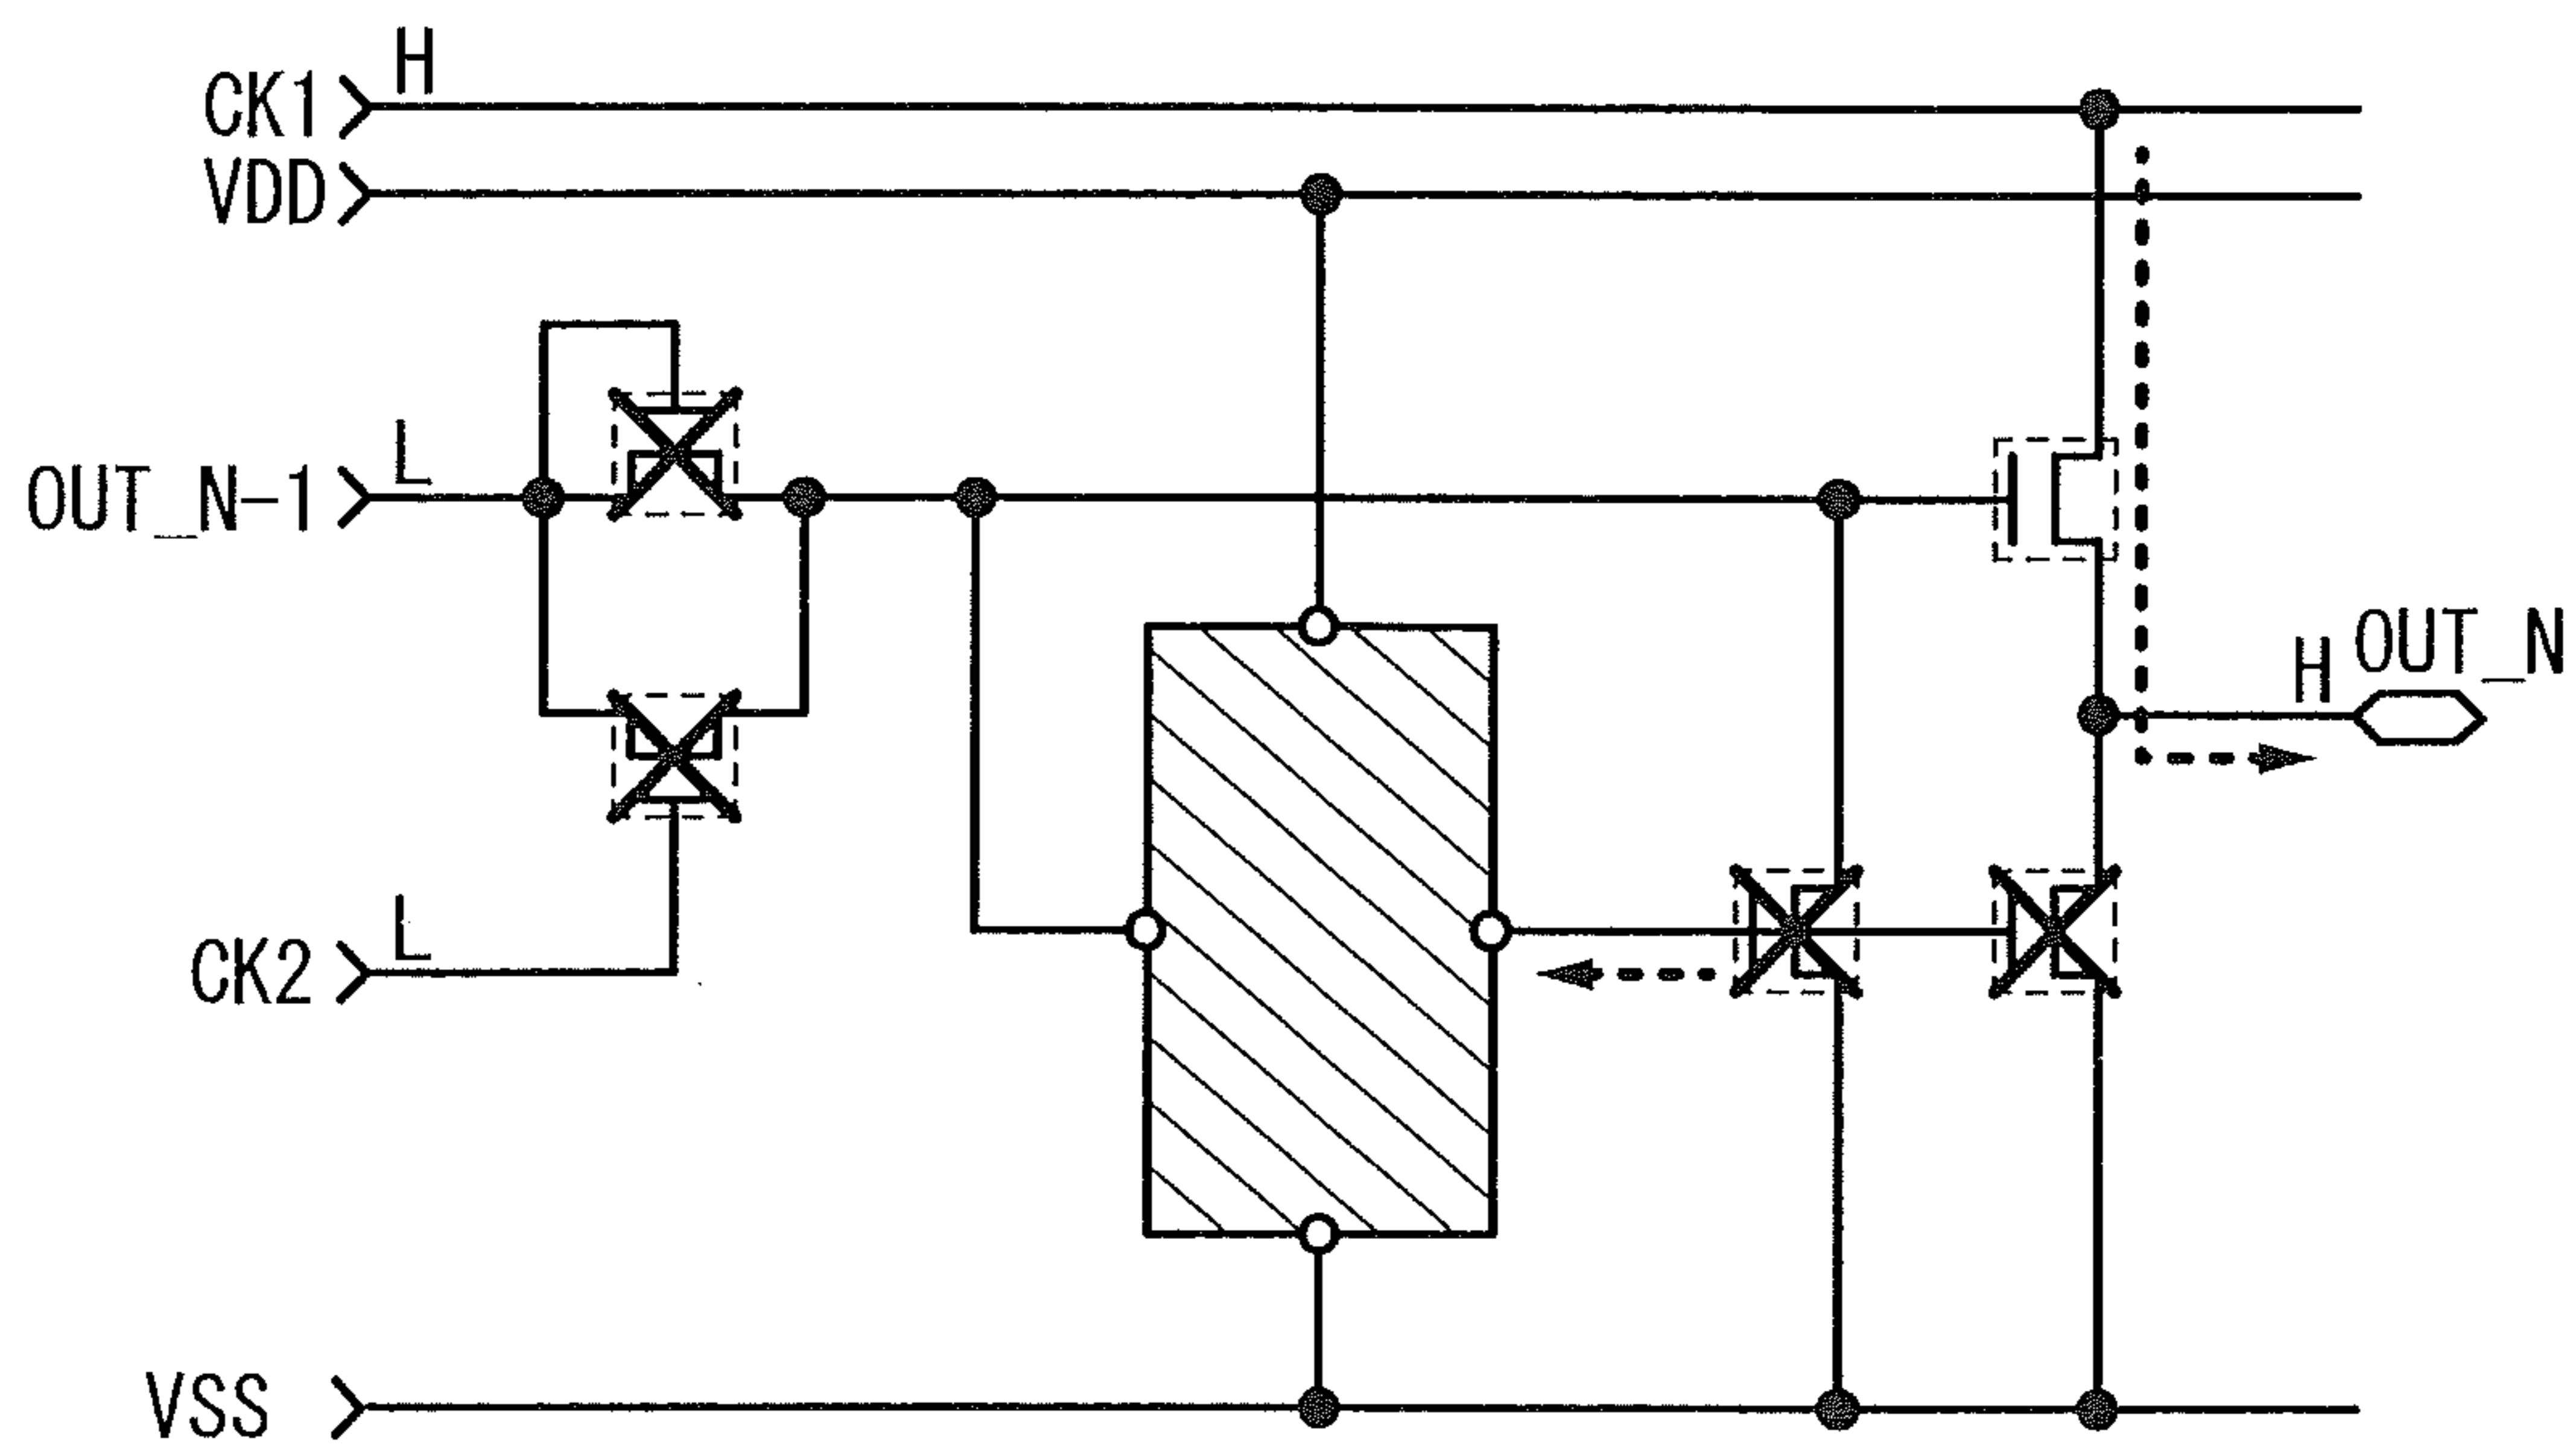 H
CK1
VDD
L
OUT_N-1
H OUT_N
L
CK2
VSS